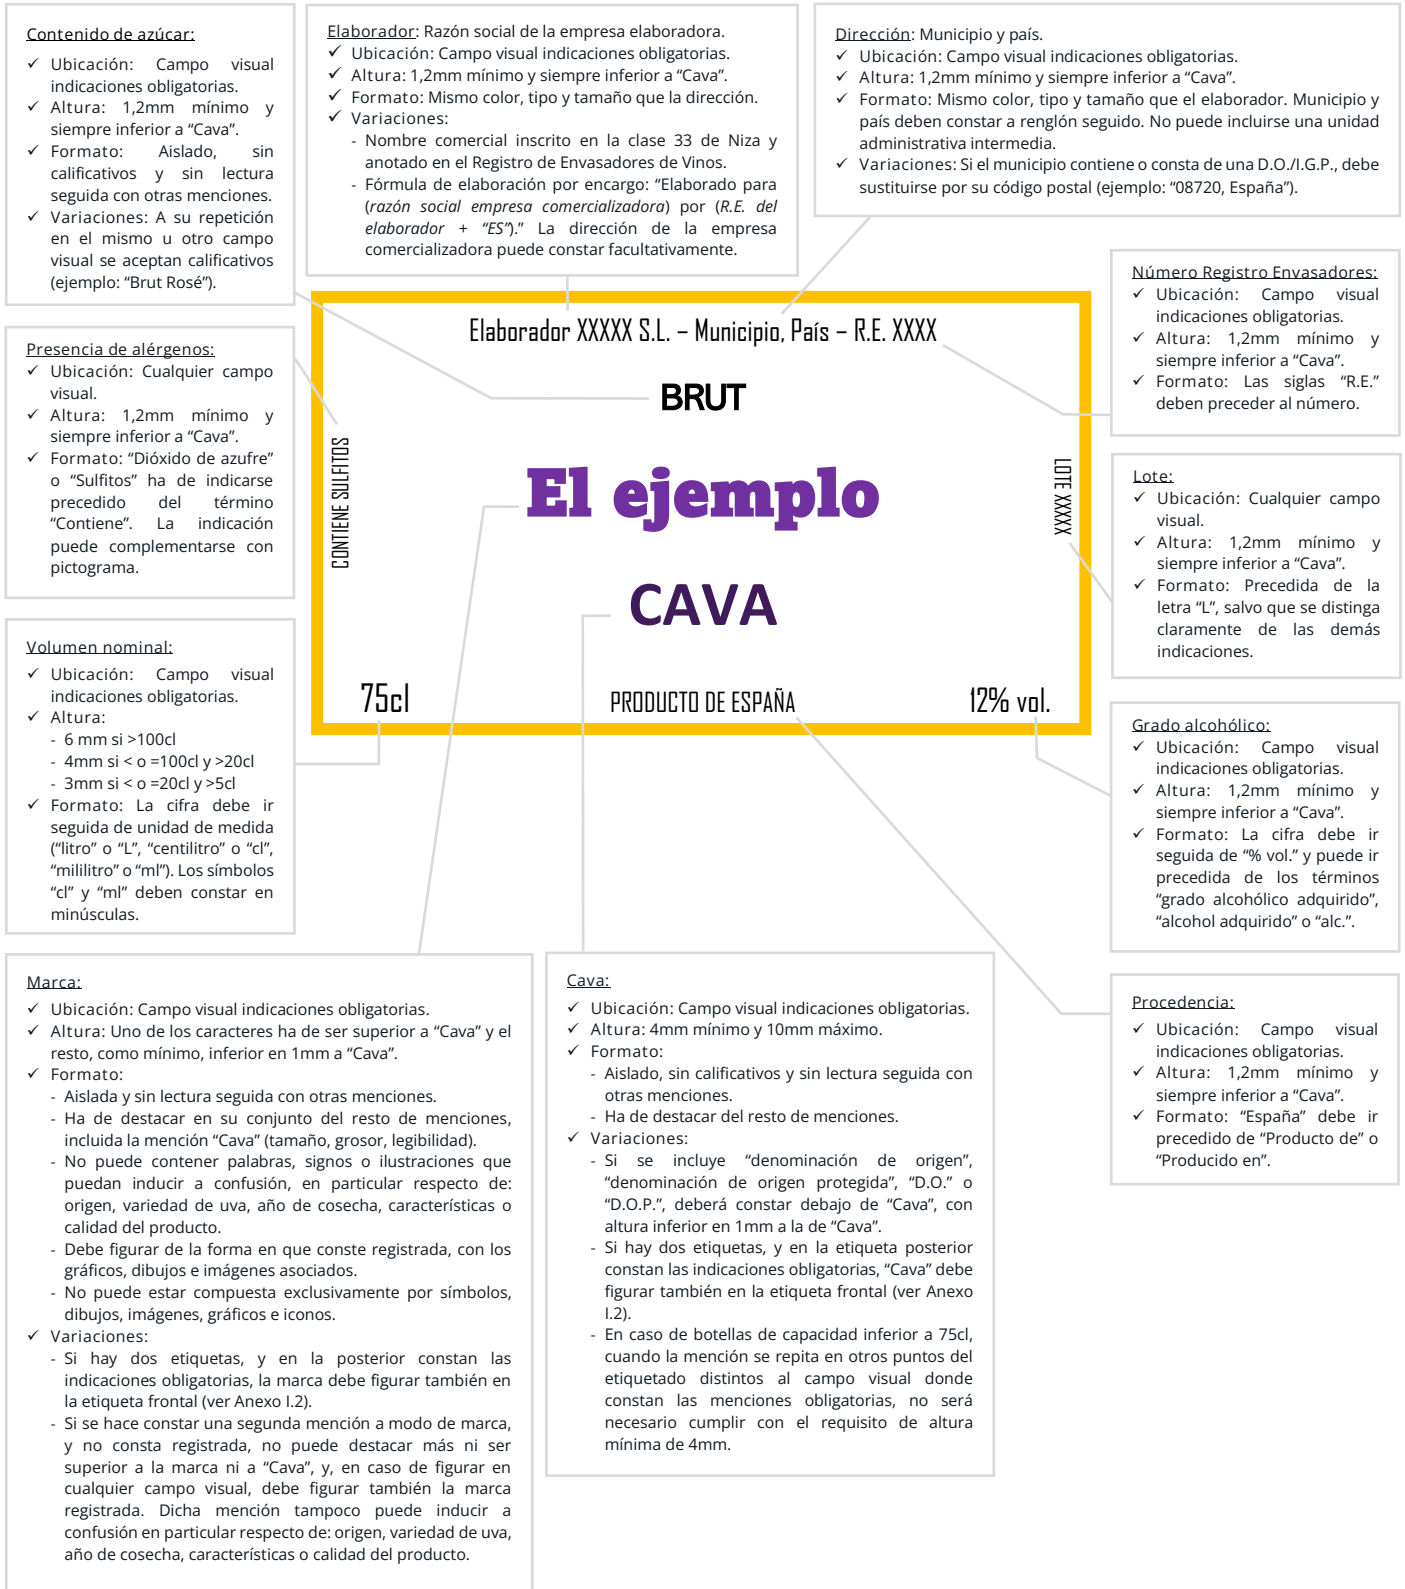 Contenido de azúcar:
✓ Ubicación: Campo visual
indicaciones obligatorias.
✓ Altura: 1,2mm mínimo y
siempre inferior a “Cava”.
✓ Formato: Aislado, sin
calificativos y sin lectura
seguida con otras menciones.
✓ Variaciones: A su repetición
en el mismo u otro campo
visual se aceptan calificativos
(ejemplo: “Brut Rosé”).
Elaborador: Razón social de la empresa elaboradora.
✓ Ubicación: Campo visual indicaciones obligatorias.
✓ Altura: 1,2mm mínimo y siempre inferior a “Cava”.
✓ Formato: Mismo color, tipo y tamaño que la dirección.
✓ Variaciones:
- Nombre comercial inscrito en la clase 33 de Niza y
anotado en el Registro de Envasadores de Vinos.
- Fórmula de elaboración por encargo: “Elaborado para
(razón social empresa comercializadora) por (R.E. del
elaborador + “ES”).” La dirección de la empresa
comercializadora puede constar facultativamente.
Dirección: Municipio y país.
✓ Ubicación: Campo visual indicaciones obligatorias.
✓ Altura: 1,2mm mínimo y siempre inferior a “Cava”.
✓ Formato: Mismo color, tipo y tamaño que el elaborador. Municipio y
país deben constar a renglón seguido. No puede incluirse una unidad
administrativa intermedia.
✓ Variaciones: Si el municipio contiene o consta de una D.O./I.G.P., debe
sustituirse por su código postal (ejemplo: “08720, España”).
Número Registro Envasadores:
✓ Ubicación: Campo visual
indicaciones obligatorias.
✓ Altura: 1,2mm mínimo y
siempre inferior a “Cava”.
✓ Formato: Las siglas “R.E.”
deben preceder al número.
Presencia de alérgenos:
✓ Ubicación: Cualquier campo
visual.
✓ Altura: 1,2mm mínimo y
siempre inferior a “Cava”.
✓ Formato: “Dióxido de azufre”
o “Sulfitos” ha de indicarse
precedido del término
“Contiene”. La indicación
puede complementarse con
pictograma.
Elaborador XXXXX S.L. – Municipio, País – R.E. XXXX
BRUT
CONTIENE SULFITOS
El ejemplo
LOTE XXXXX
CAVA
75cl
PRODUCTO DE ESPAÑA
12% vol.
Lote:
✓ Ubicación: Cualquier campo
visual.
✓ Altura: 1,2mm mínimo y
siempre inferior a “Cava”.
✓ Formato: Precedida de la
letra “L”, salvo que se distinga
claramente de las demás
indicaciones.
Volumen nominal:
✓ Ubicación: Campo visual
indicaciones obligatorias.
✓ Altura:
- 6 mm si >100cl
- 4mm si < o =100cl y >20cl
- 3mm si < o =20cl y >5cl
✓ Formato: La cifra debe ir
seguida de unidad de medida
(“litro” o “L”, “centilitro” o “cl”,
“mililitro” o “ml”). Los símbolos
“cl” y “ml” deben constar en
minúsculas.
Grado alcohólico:
✓ Ubicación: Campo visual
indicaciones obligatorias.
✓ Altura: 1,2mm mínimo y
siempre inferior a “Cava”.
✓ Formato: La cifra debe ir
seguida de “% vol.” y puede ir
precedida de los términos
“grado alcohólico adquirido”,
“alcohol adquirido” o “alc.”.
Marca:
✓ Ubicación: Campo visual indicaciones obligatorias.
✓ Altura: Uno de los caracteres ha de ser superior a “Cava” y el
resto, como mínimo, inferior en 1mm a “Cava”.
✓ Formato:
- Aislada y sin lectura seguida con otras menciones.
- Ha de destacar en su conjunto del resto de menciones,
incluida la mención “Cava” (tamaño, grosor, legibilidad).
- No puede contener palabras, signos o ilustraciones que
puedan inducir a confusión, en particular respecto de:
origen, variedad de uva, año de cosecha, características o
calidad del producto.
- Debe figurar de la forma en que conste registrada, con los
gráficos, dibujos e imágenes asociados.
- No puede estar compuesta exclusivamente por símbolos,
dibujos, imágenes, gráficos e iconos.
✓ Variaciones:
- Si hay dos etiquetas, y en la posterior constan las
indicaciones obligatorias, la marca debe figurar también en
la etiqueta frontal (ver Anexo I.2).
- Si se hace constar una segunda mención a modo de marca,
y no consta registrada, no puede destacar más ni ser
superior a la marca ni a “Cava”, y, en caso de figurar en
cualquier campo visual, debe figurar también la marca
registrada. Dicha mención tampoco puede inducir a
confusión en particular respecto de: origen, variedad de uva,
año de cosecha, características o calidad del producto.
Cava:
✓ Ubicación: Campo visual indicaciones obligatorias.
✓ Altura: 4mm mínimo y 10mm máximo.
✓ Formato:
- Aislado, sin calificativos y sin lectura seguida con
otras menciones.
- Ha de destacar del resto de menciones.
✓ Variaciones:
- Si se incluye “denominación de origen”,
“denominación de origen protegida”, “D.O.” o
“D.O.P.”, deberá constar debajo de “Cava”, con
altura inferior en 1mm a la de “Cava”.
- Si hay dos etiquetas, y en la etiqueta posterior
constan las indicaciones obligatorias, “Cava” debe
figurar también en la etiqueta frontal (ver Anexo
I.2).
- En caso de botellas de capacidad inferior a 75cl,
cuando la mención se repita en otros puntos del
etiquetado distintos al campo visual donde
constan las menciones obligatorias, no será
necesario cumplir con el requisito de altura
mínima de 4mm.
Procedencia:
✓ Ubicación: Campo visual
indicaciones obligatorias.
✓ Altura: 1,2mm mínimo y
siempre inferior a “Cava”.
✓ Formato: “España” debe ir
precedido de “Producto de” o
“Producido en”.